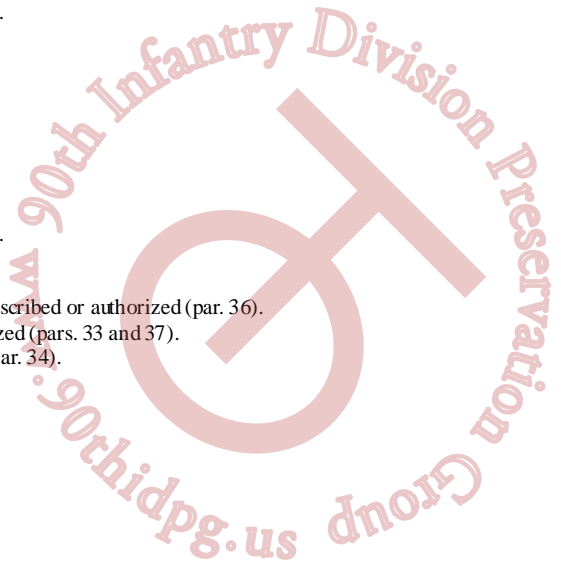 .
90th Infantry Division Preservation Group
.
scribed or authorized (par. 36).
zed (pars. 33 and 37).
ar. 34).
www.90thidpg.us